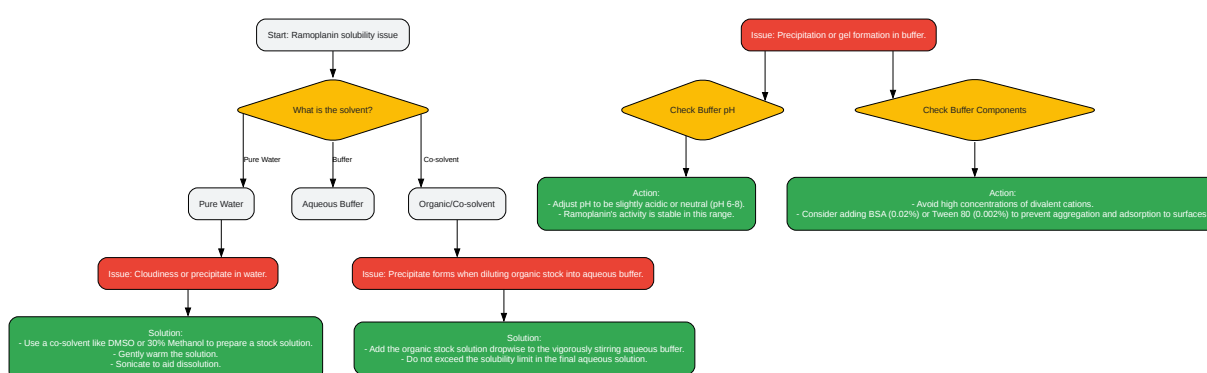 Start: Ramoplanin solubility issue
Issue: Precipitation or gel formation in buffer.
What is the solvent?
Check Buffer pH
Check Buffer Components
Pure Water
Buffer
Co-solvent
Pure Water
Aqueous Buffer
Organic/Co-solvent
Action:
- Adjust pH to be slightly acidic or neutral (pH 6-8).
- Ramoplanin's activity is stable in this range.
Action:
- Avoid high concentrations of divalent cations.
- Consider adding BSA (0.02%) or Tween 80 (0.002%) to prevent aggregation and adsorption to surfaces
Issue: Cloudiness or precipitate in water.
Issue: Precipitate forms when diluting organic stock into aqueous buffer.
Solution:
- Use a co-solvent like DMSO or 30% Methanol to prepare a stock solution.
- Gently warm the solution.
- Sonicate to aid dissolution.
Solution:
- Add the organic stock solution dropwise to the vigorously stirring aqueous buffer.
- Do not exceed the solubility limit in the final aqueous solution.